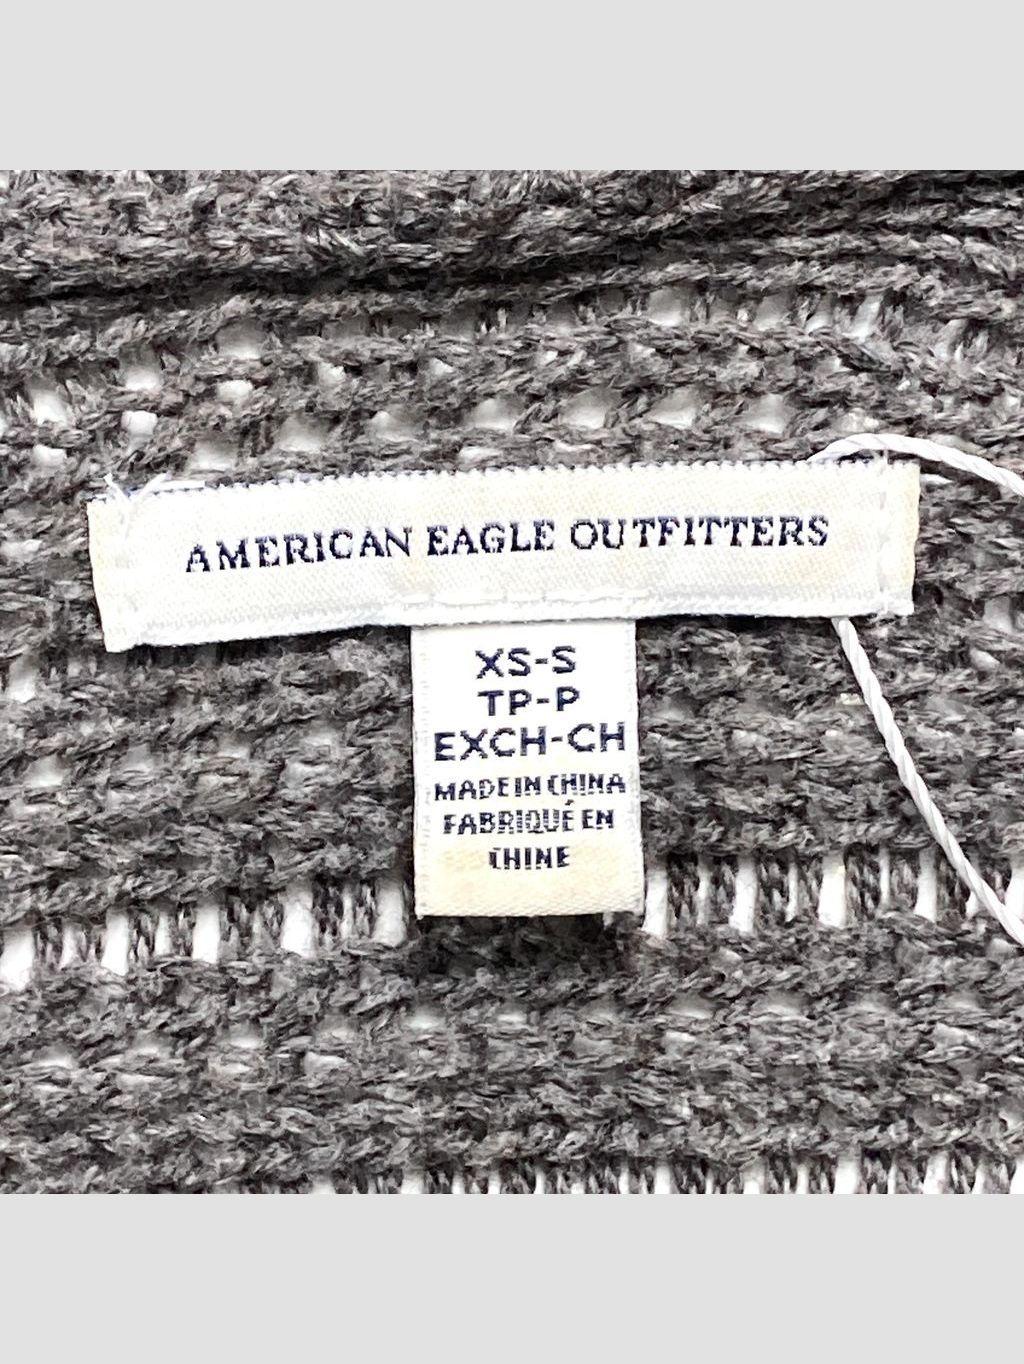 AMERICAN EAGLE OUTFITTERS
XS-S
TP-P
EXCH-CH
MADE IN CHINA
FABRIQUÉ EN
CHINE